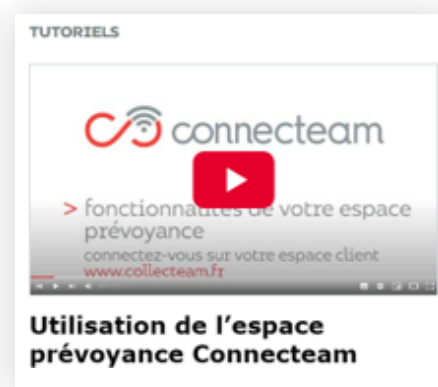 TUTORIELS
connecteam
> fonctionnalités de votre espace
prévoyance
connectez-vous sur votre espace client
www.collecteam.fr
Utilisation de l'espace
prévoyance Connecteam